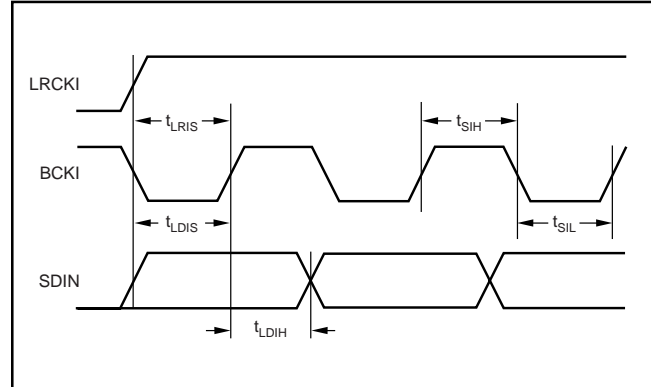 LRCKI
t_LRIS
t_SIH
BCKI
t_LDIS
t_SIL
SDIN
t_LDIH